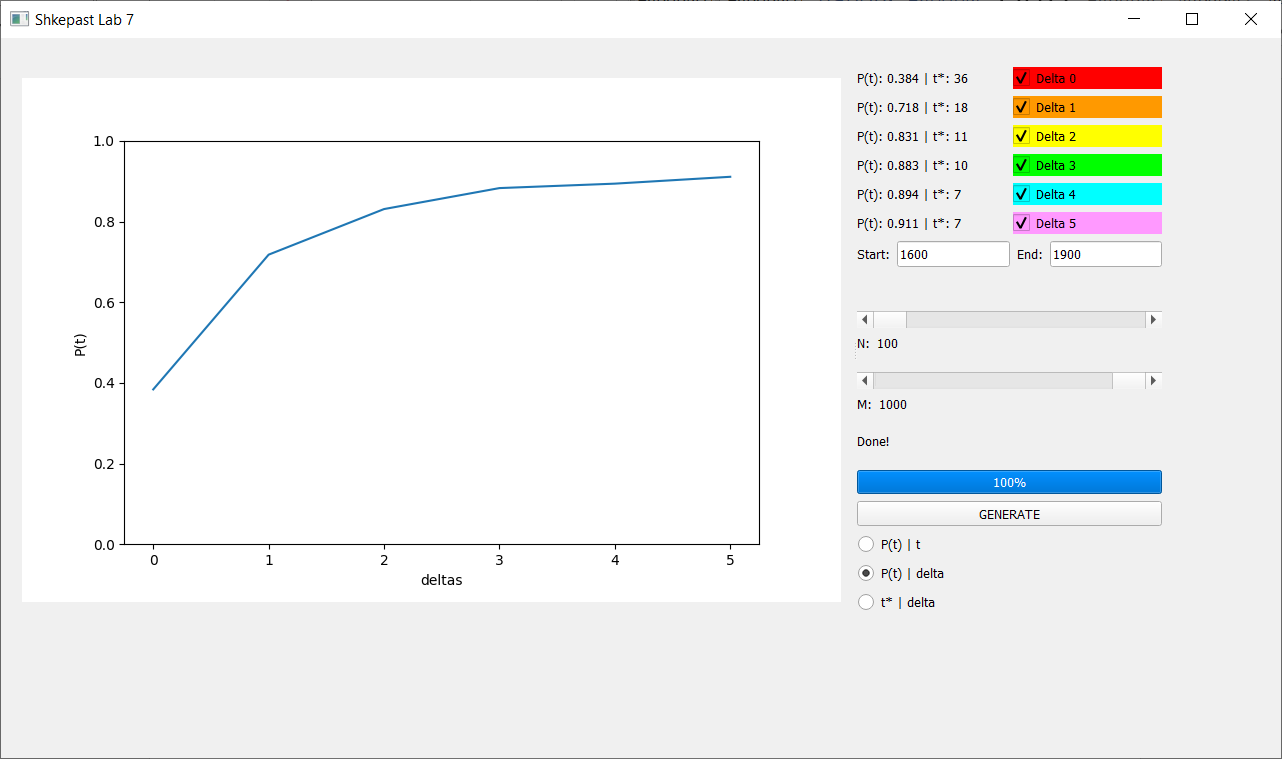 Shkepast Lab 7
1.0
0.8
0.6
0.4
0.2
0.0
P(t)
0 1 2 3 4 5
deltas
P(t): 0.384 | t*: 36 Delta 0
P(t): 0.718 | t*: 18 Delta 1
P(t): 0.831 | t*: 11 Delta 2
P(t): 0.883 | t*: 10 Delta 3
P(t): 0.894 | t*: 7 Delta 4
P(t): 0.911 | t*: 7 Delta 5
Start: 1600 End: 1900
N: 100
M: 1000
Done!
100%
GENERATE
P(t) | t
P(t) | delta
t* | delta